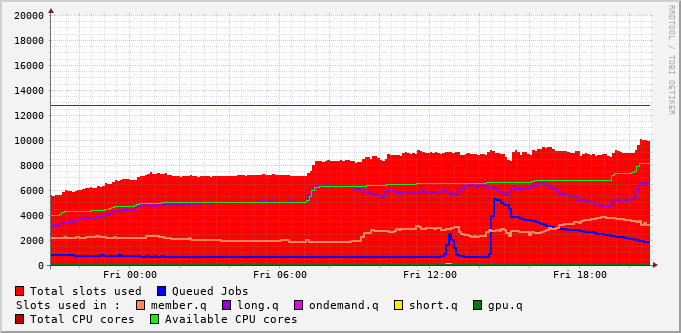 20000
18000
16000
14000
12000
10000
8000
6000
4000
2000
0
Fri 00:00 Fri 06:00 Fri 12:00 Fri 18:00
RRDTOOL / TOBI OETIKER
Total slots used Queued Jobs
Slots used in : member.q long.q ondemand.q short.q gpu.q
Total CPU cores Available CPU cores